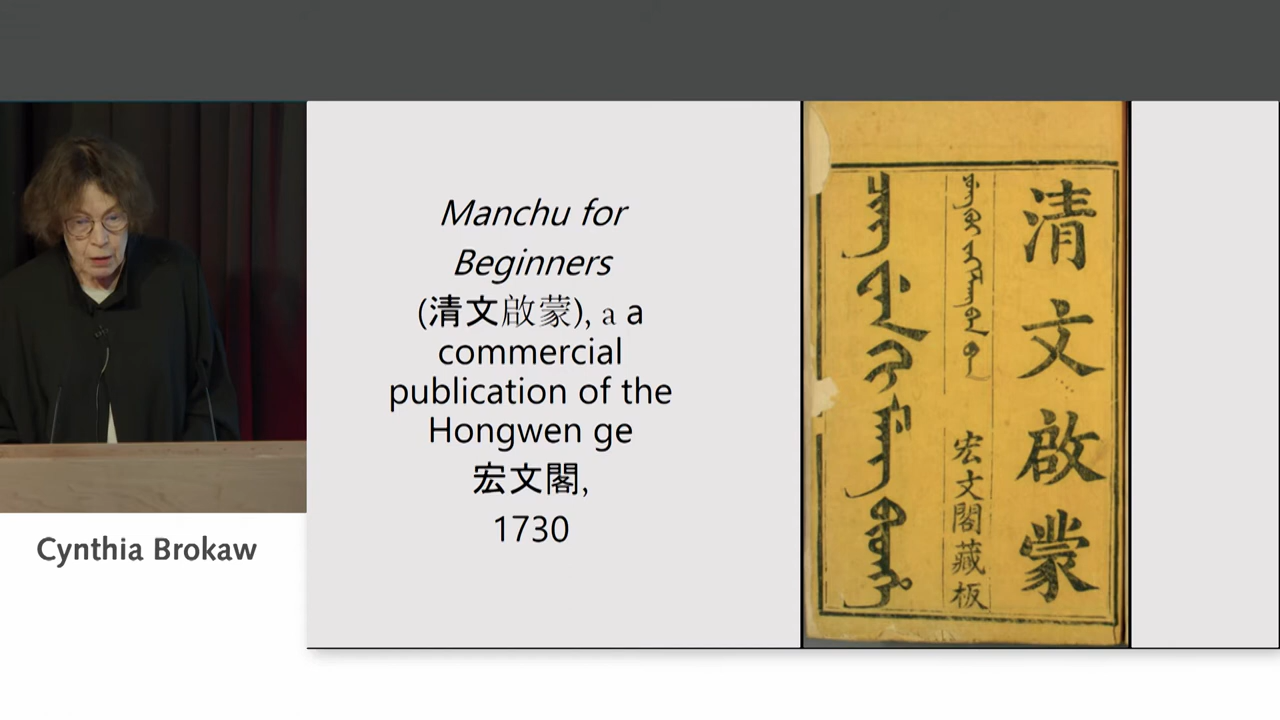 Manchu for
Beginners
(清文啟蒙), a a
commercial
publication of the
Hongwen ge
宏文閣,
1730
清文啟蒙
宏文閣藏板
Cynthia Brokaw